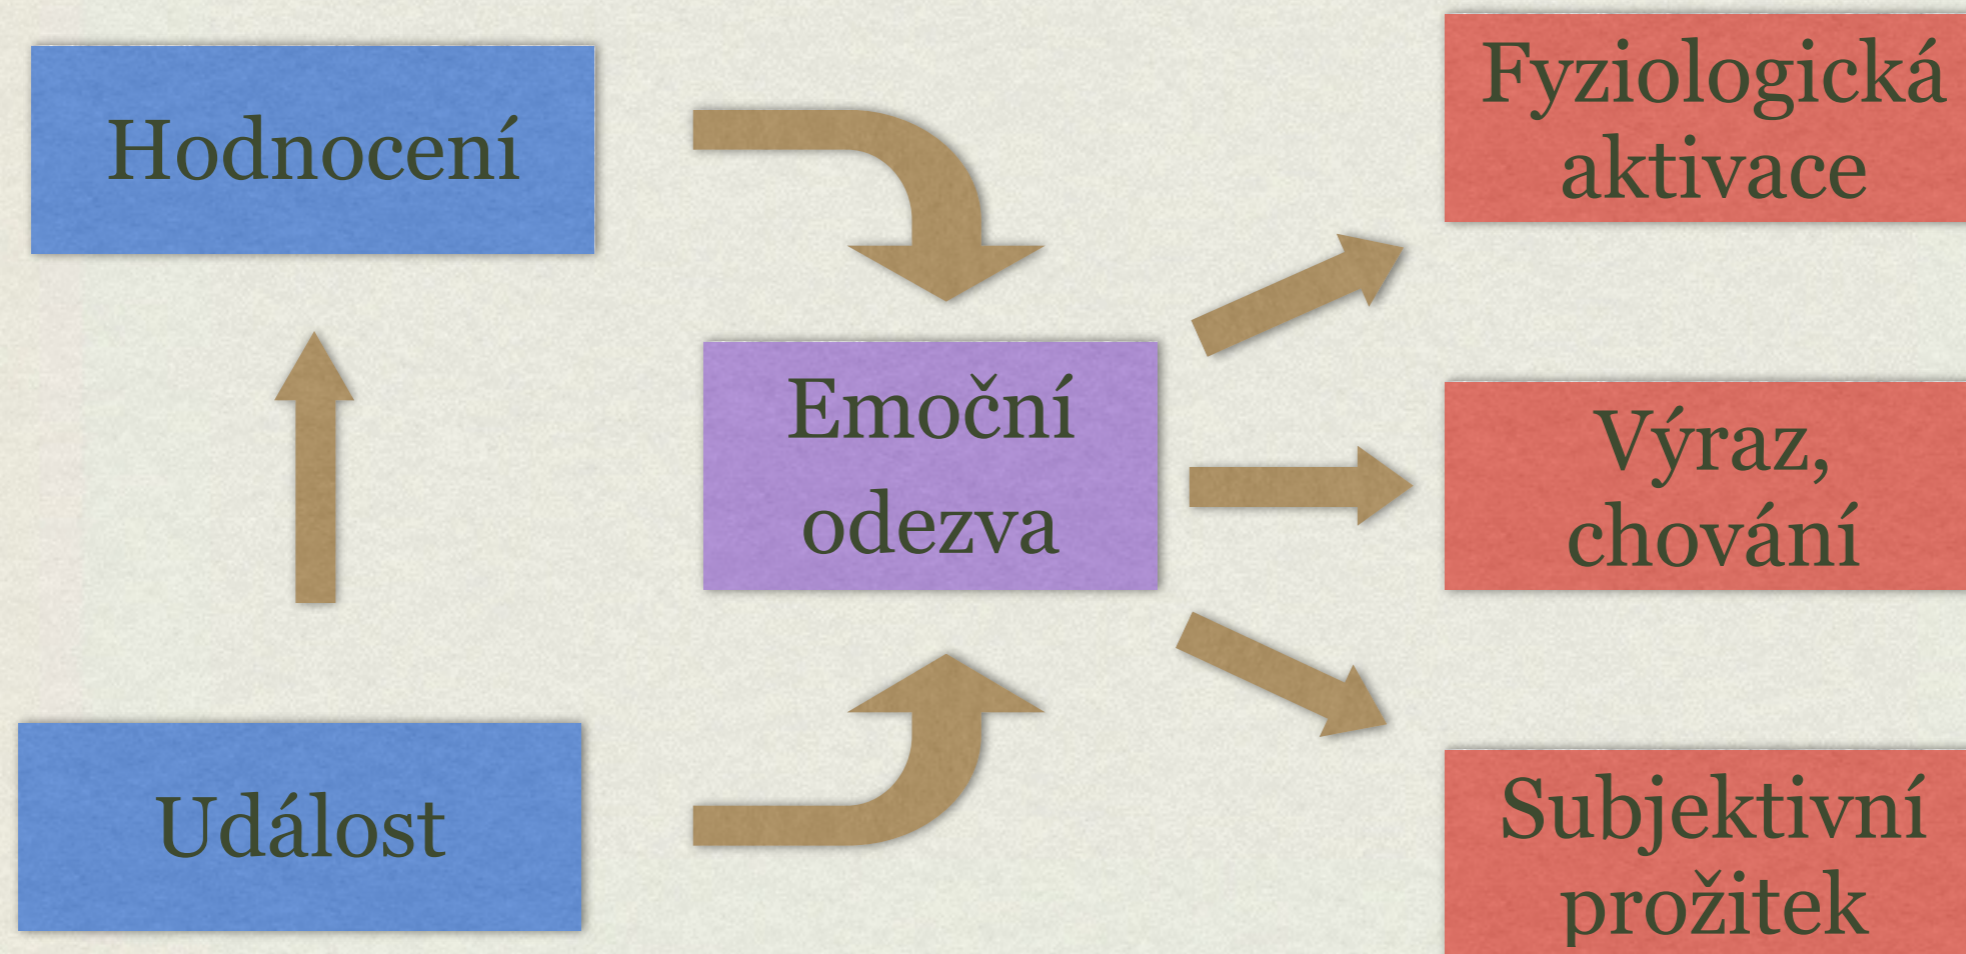 Hodnocení
Událost
Emoční
odezva
Fyziologická
aktivace
Výraz,
chování
Subjektivní
prožitek